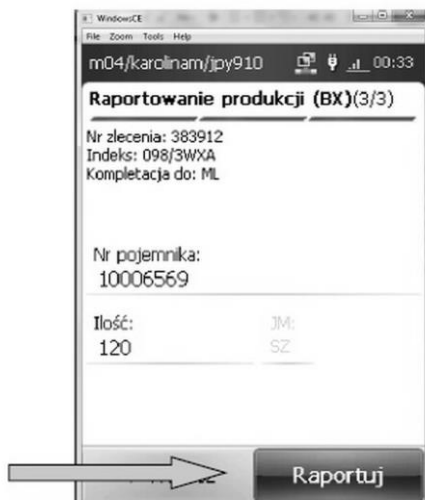 WindowsCE
File Zoom Tools Help
m04/karolinam/jpy910 00:33
Raportowanie produkcji (BX)(3/3)
Nr zlecenia: 383912
Indeks: 098/3WXA
Kompletacja do: ML
Nr pojemnika:
10006569
Ilość: JM:
120 SZ
Raportuj